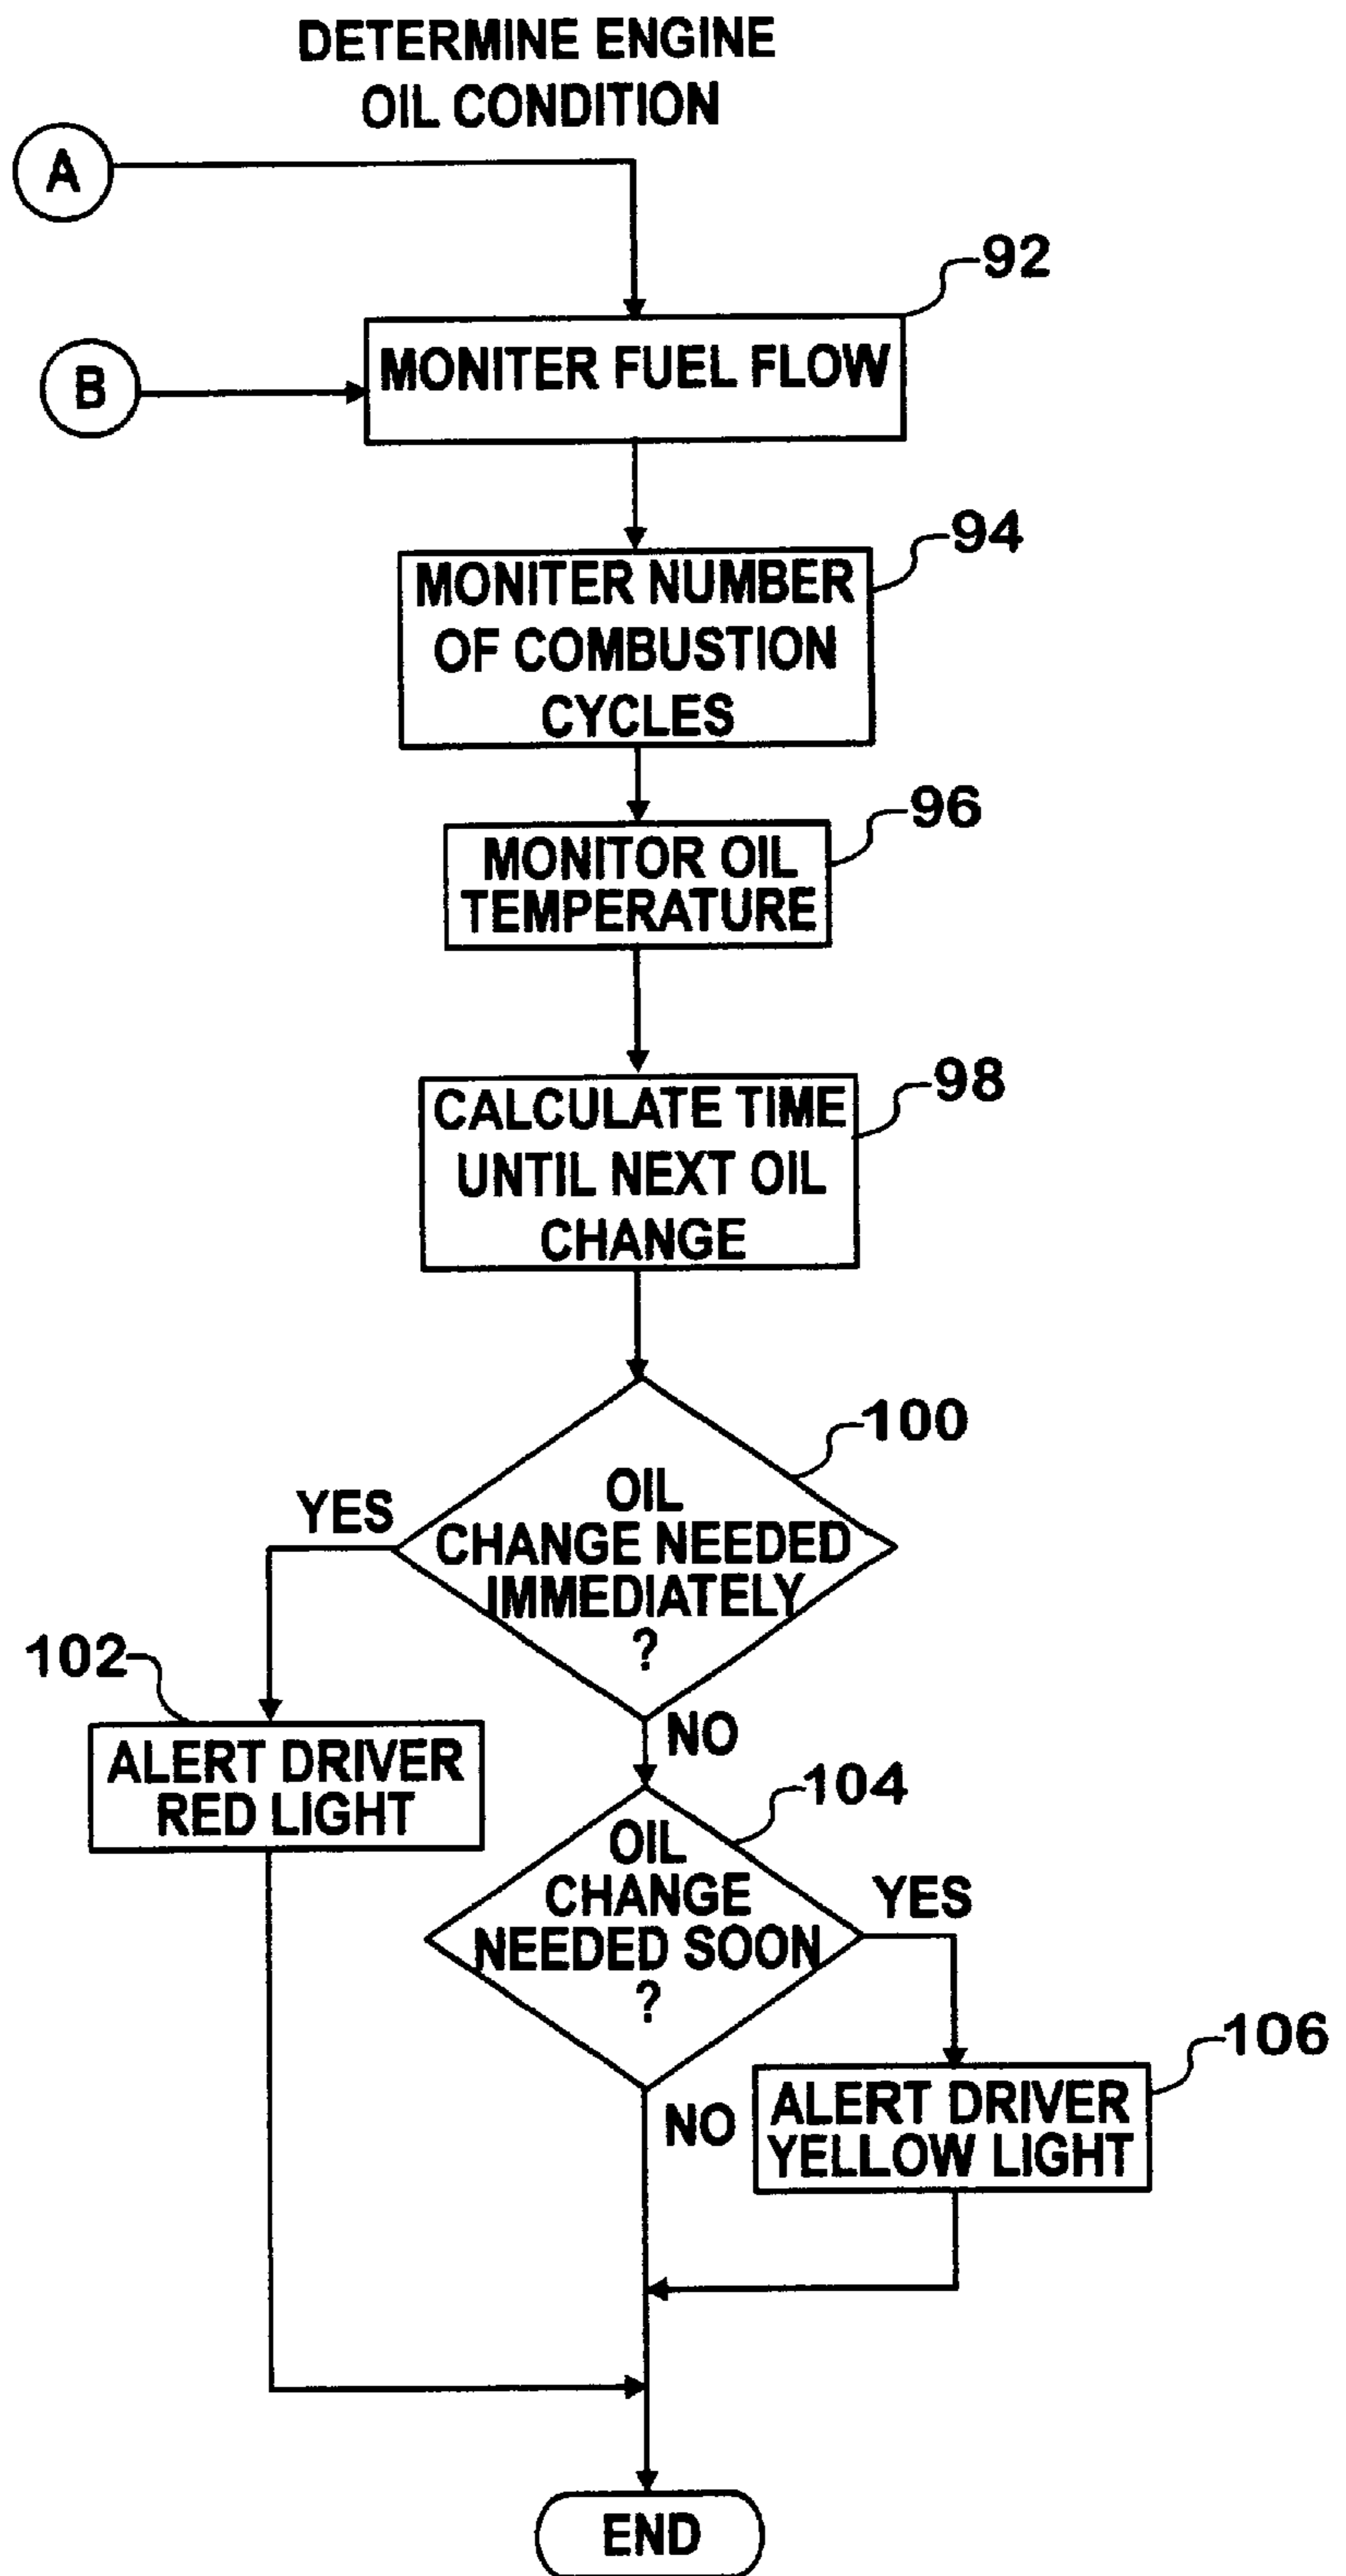 DETERMINE ENGINE
OIL CONDITION
A
92
MONITER FUEL FLOW
B
94
MONITER NUMBER
OF COMBUSTION
CYCLES
96
MONITOR OIL
TEMPERATURE
98
CALCULATE TIME
UNTIL NEXT OIL
CHANGE
100
OIL
CHANGE NEEDED
IMMEDIATELY
?
YES
102
ALERT DRIVER
RED LIGHT
NO
104
OIL
CHANGE
NEEDED SOON
?
YES
106
ALERT DRIVER
YELLOW LIGHT
NO
END